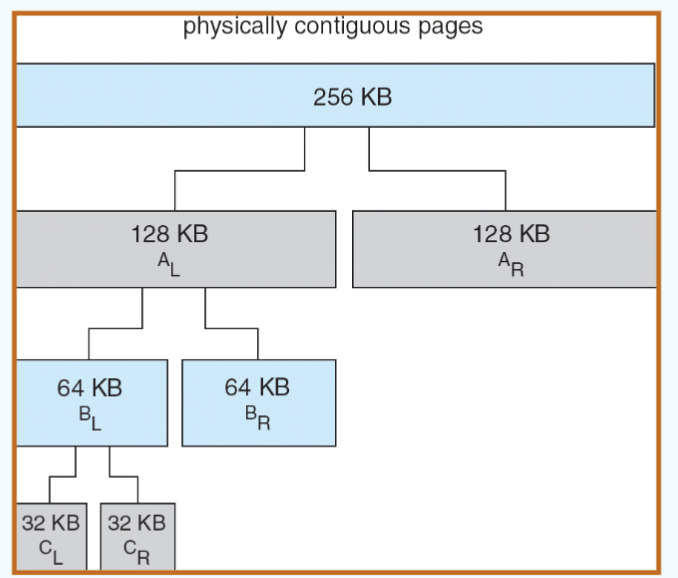 physically contiguous pages
256 KB
128 KB
AL
128 KB
AR
64 KB
BL
64 KB
BR
32 KB
CL
32 KB
CR